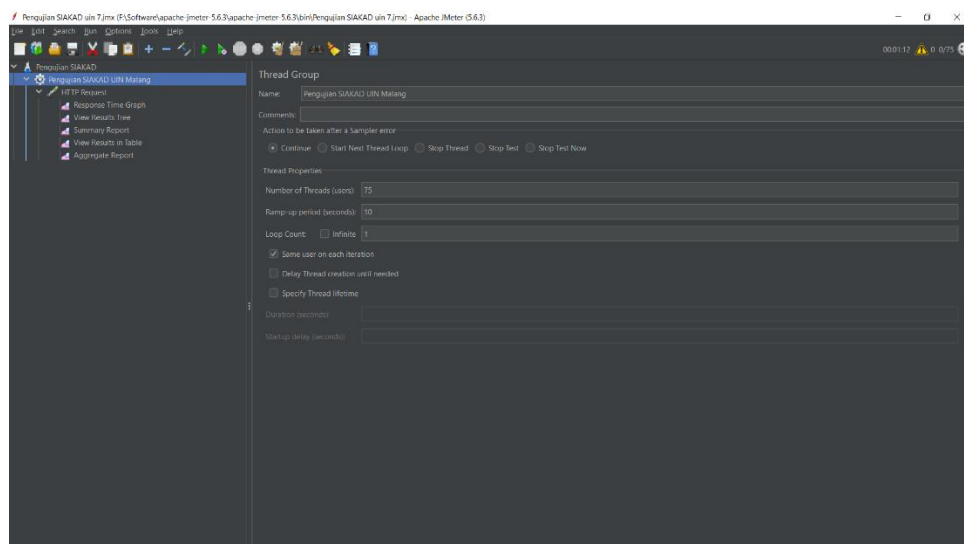 Pengujian SIAKAD uin 7.jmx (F:\Software\apache-jmeter-5.6.3\apache-jmeter-5.6.3\bin\Pengujian SIAKAD uin 7.jmx) - Apache JMeter (5.6.3)
File Edit Search Run Options Tools Help
00:01:12 0 0/75
Pengujian SIAKAD
Pengujian SIAKAD UIN Malang
HTTP Request
Response Time Graph
View Results Tree
Summary Report
View Results in Table
Aggregate Report
Thread Group
Name: Pengujian SIAKAD UIN Malang
Comments:
Action to be taken after a Sampler error
Continue Start Next Thread Loop Stop Thread Stop Test Stop Test Now
Thread Properties
Number of Threads (users): 75
Ramp-up period (seconds): 10
Loop Count: Infinite 1
Same user on each iteration
Delay Thread creation until needed
Specify Thread lifetime
Duration (seconds):
Startup delay (seconds):